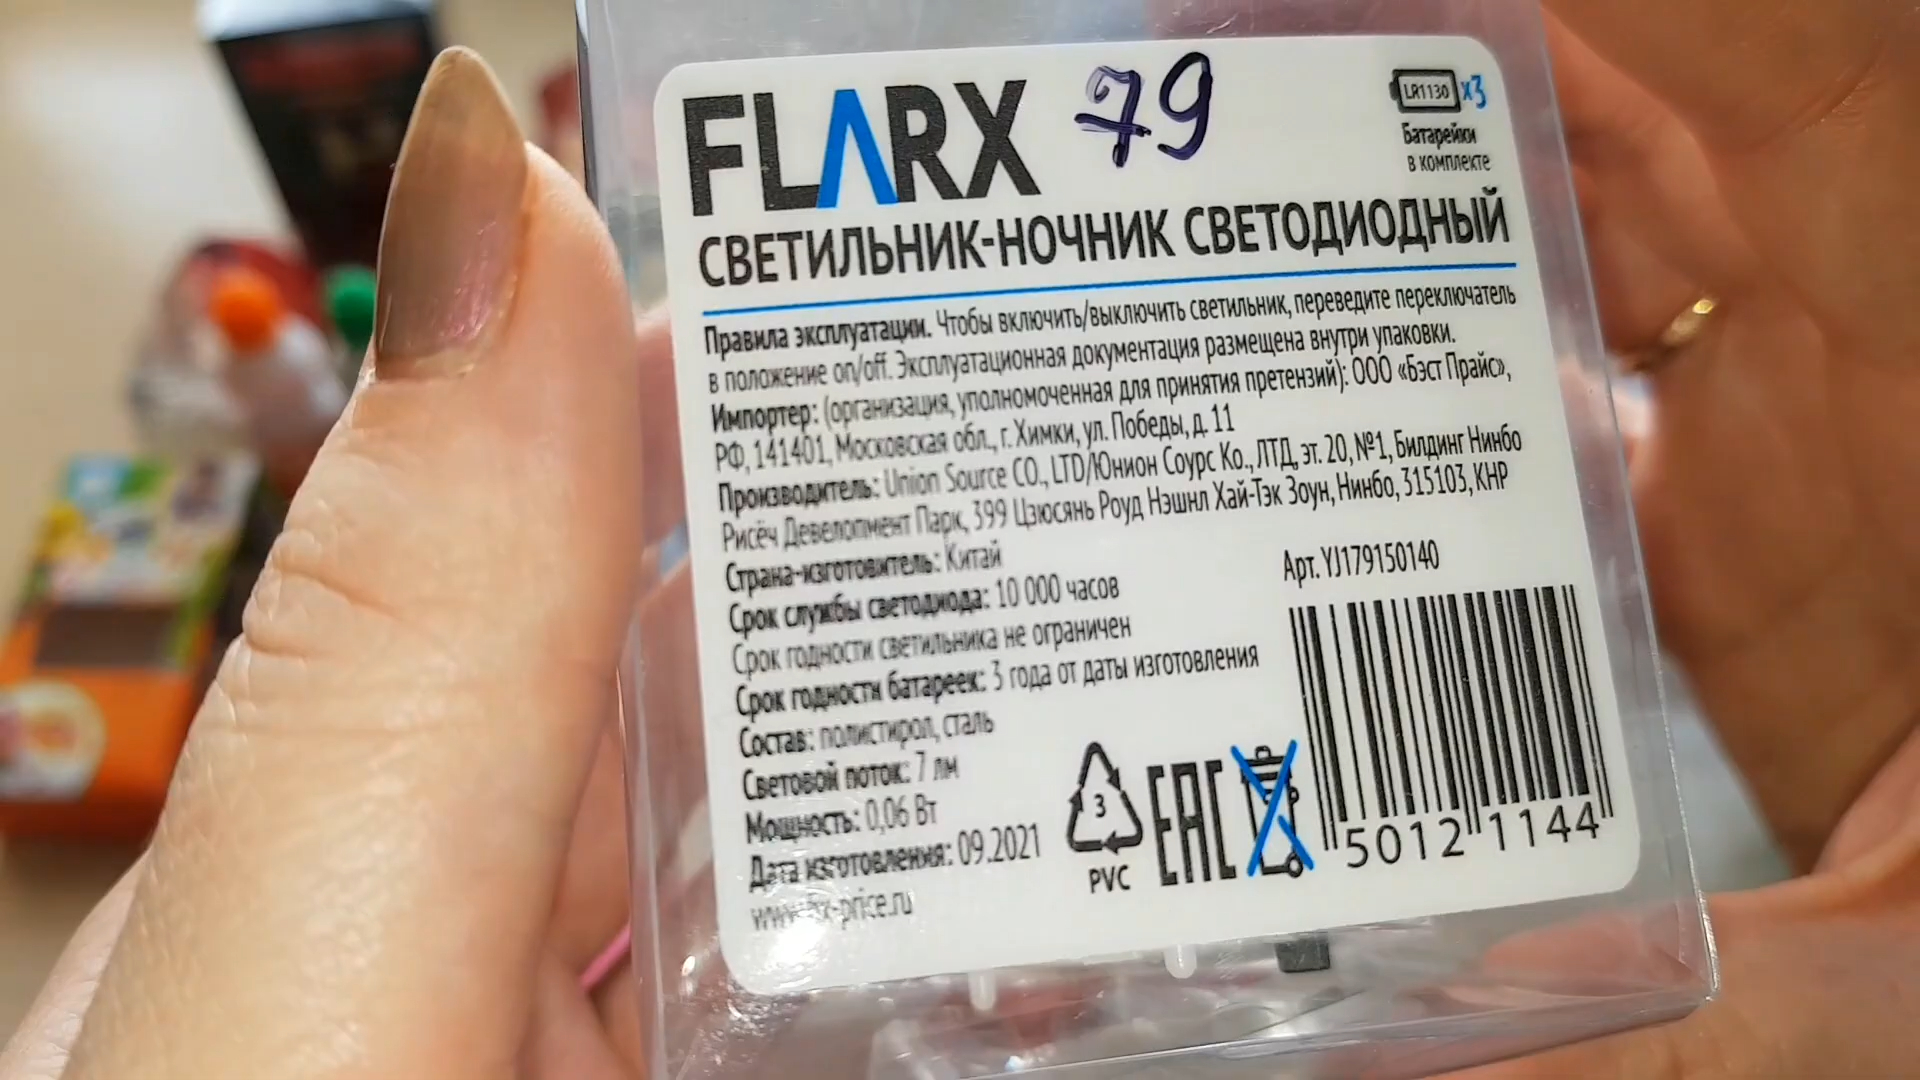 FLARX 79
LR1130 x3
Батарейки
в комплекте
СВЕТИЛЬНИК-НОЧНИК СВЕТОДИОДНЫЙ
Правила эксплуатации. Чтобы включить/выключить светильник, переведите переключатель
в положение on/off. Эксплуатационная документация размещена внутри упаковки.
Импортер: (организация, уполномоченная для принятия претензий): ООО «Бэст Прайс»,
РФ, 141401, Московская обл., г. Химки, ул. Победы, д. 11
Производитель: Union Source CO., LTD/Юнион Соурс Ко., ЛТД, эт. 20, №1, Билдинг Нинбо
Рисёч Девелопмент Парк, 399 Цзюсянь Роуд Нэшнл Хай-Тэк Зоун, Нинбо, 315103, КНР
Страна-изготовитель: Китай
Срок службы светодиода: 10 000 часов
Срок годности светильника не ограничен
Срок годности батареек: 3 года от даты изготовления
Состав: полистирол, сталь
Световой поток: 7 лм
Мощность: 0,06 Вт
Дата изготовления: 09.2021
Арт. YJ179150140
3
PVC
EAC
5012 1144